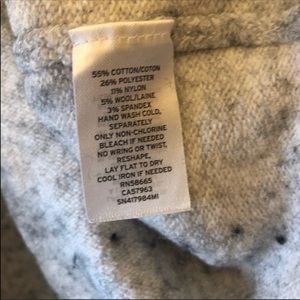 55% COTTON/COTON
26% POLYESTER
11% NYLON
5% WOOL/LAINE
3% SPANDEX
HAND WASH COLD,
SEPARATELY
ONLY NON-CHLORINE
BLEACH IF NEEDED
NO WRING OR TWIST,
RESHAPE,
LAY FLAT TO DRY
COOL IRON IF NEEDED
RN58665
CA57963
SN417984MI